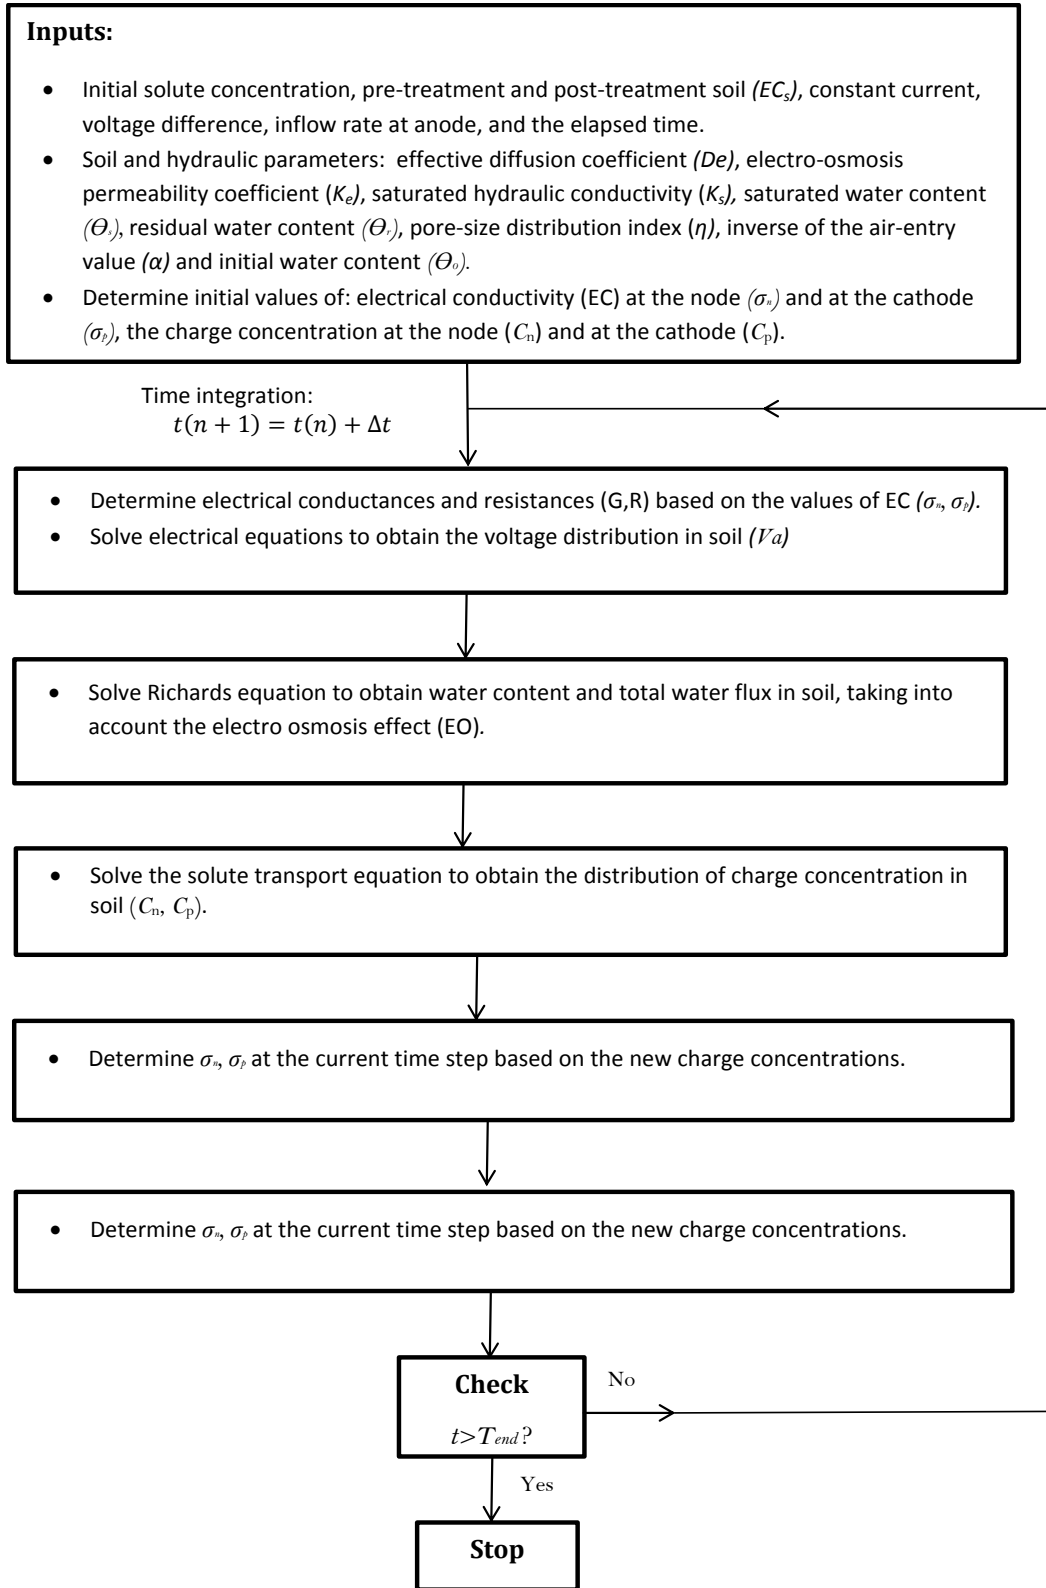 Inputs:
• Initial solute concentration, pre-treatment and post-treatment soil (ECₛ), constant current,
voltage difference, inflow rate at anode, and the elapsed time.
• Soil and hydraulic parameters: effective diffusion coefficient (De), electro-osmosis
permeability coefficient (Kₑ), saturated hydraulic conductivity (Kₛ), saturated water content
(Θₛ), residual water content (Θᵣ), pore-size distribution index (η), inverse of the air-entry
value (α) and initial water content (Θₒ).
• Determine initial values of: electrical conductivity (EC) at the node (σₙ) and at the cathode
(σₚ), the charge concentration at the node (Cₙ) and at the cathode (Cₚ).
Time integration:
t(n + 1) = t(n) + Δt
• Determine electrical conductances and resistances (G,R) based on the values of EC (σₙ, σₚ).
• Solve electrical equations to obtain the voltage distribution in soil (Va)
• Solve Richards equation to obtain water content and total water flux in soil, taking into
account the electro osmosis effect (EO).
• Solve the solute transport equation to obtain the distribution of charge concentration in
soil (Cₙ, Cₚ).
• Determine σₙ, σₚ at the current time step based on the new charge concentrations.
• Determine σₙ, σₚ at the current time step based on the new charge concentrations.
Check
No
t>Tend?
Yes
Stop